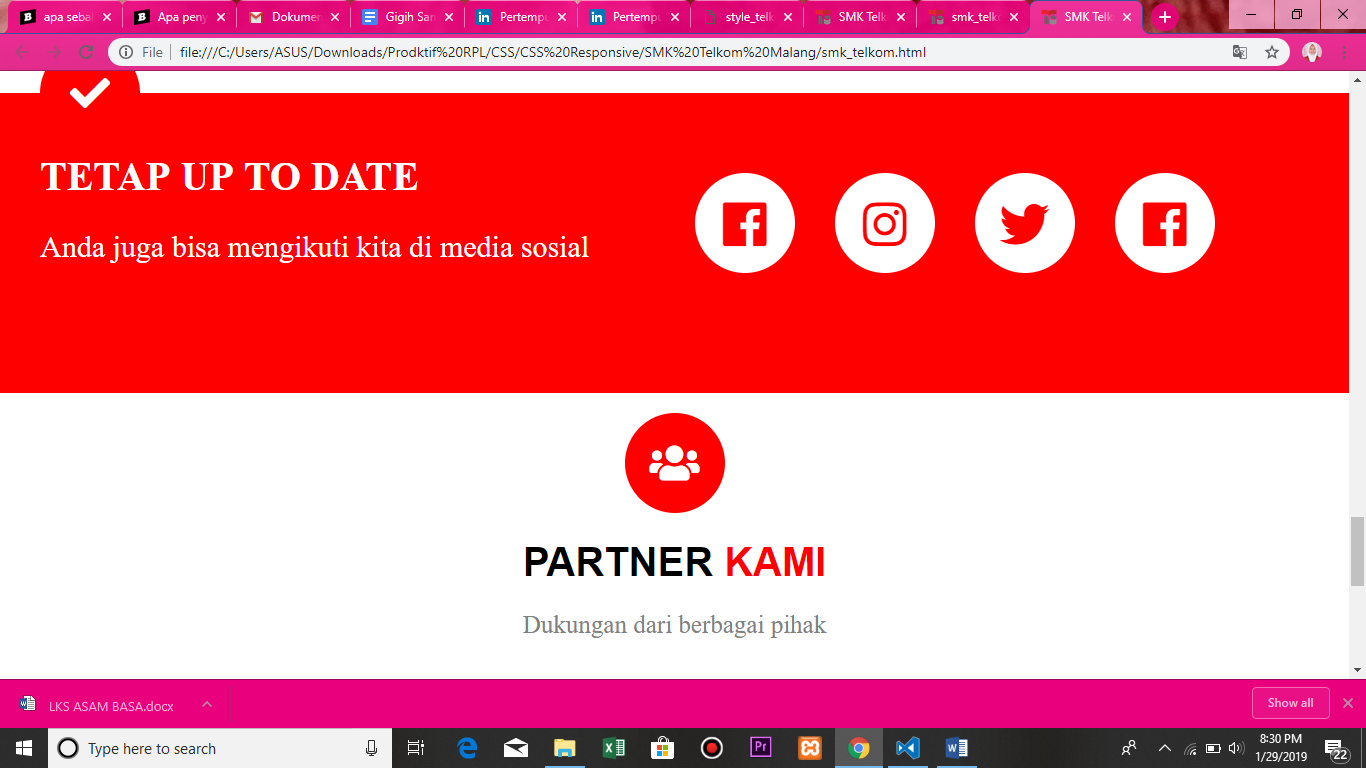 apa sebab
Apa peny
Dokumen
Gigih San
Pertempu
Pertempu
style_telk
SMK Telk
smk_telk
SMK Telk
File
file:///C:/Users/ASUS/Downloads/Prodktif%20RPL/CSS/CSS%20Responsive/SMK%20Telkom%20Malang/smk_telkom.html
TETAP UP TO DATE
Anda juga bisa mengikuti kita di media sosial
PARTNER KAMI
Dukungan dari berbagai pihak
LKS ASAM BASA.docx
Show all
Type here to search
8:30 PM
1/29/2019
22